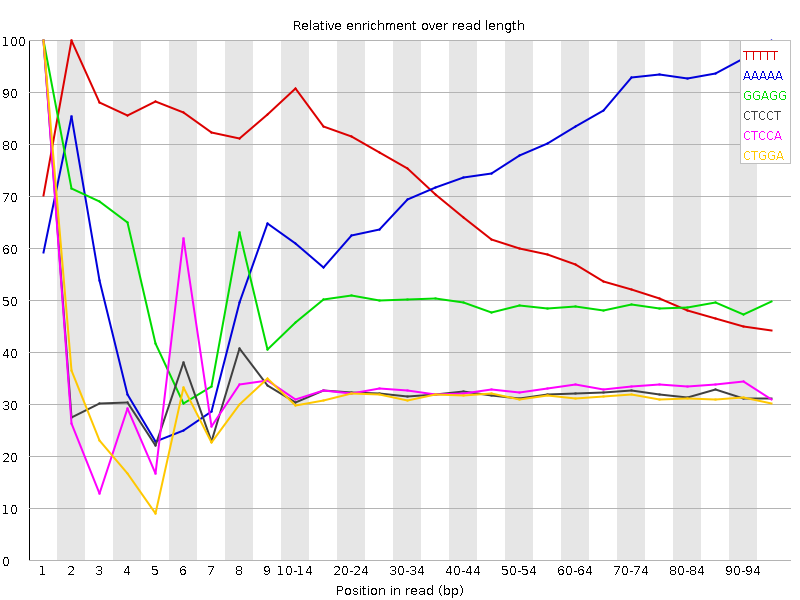 Relative enrichment over read length
100
90
80
70
60
50
40
30
20
10
0
TTTTT
AAAAA
GGAGG
CTCCT
CTCCA
CTGGA
1 2 3 4 5 6 7 8 9 10-14 20-24 30-34 40-44 50-54 60-64 70-74 80-84 90-94
Position in read (bp)